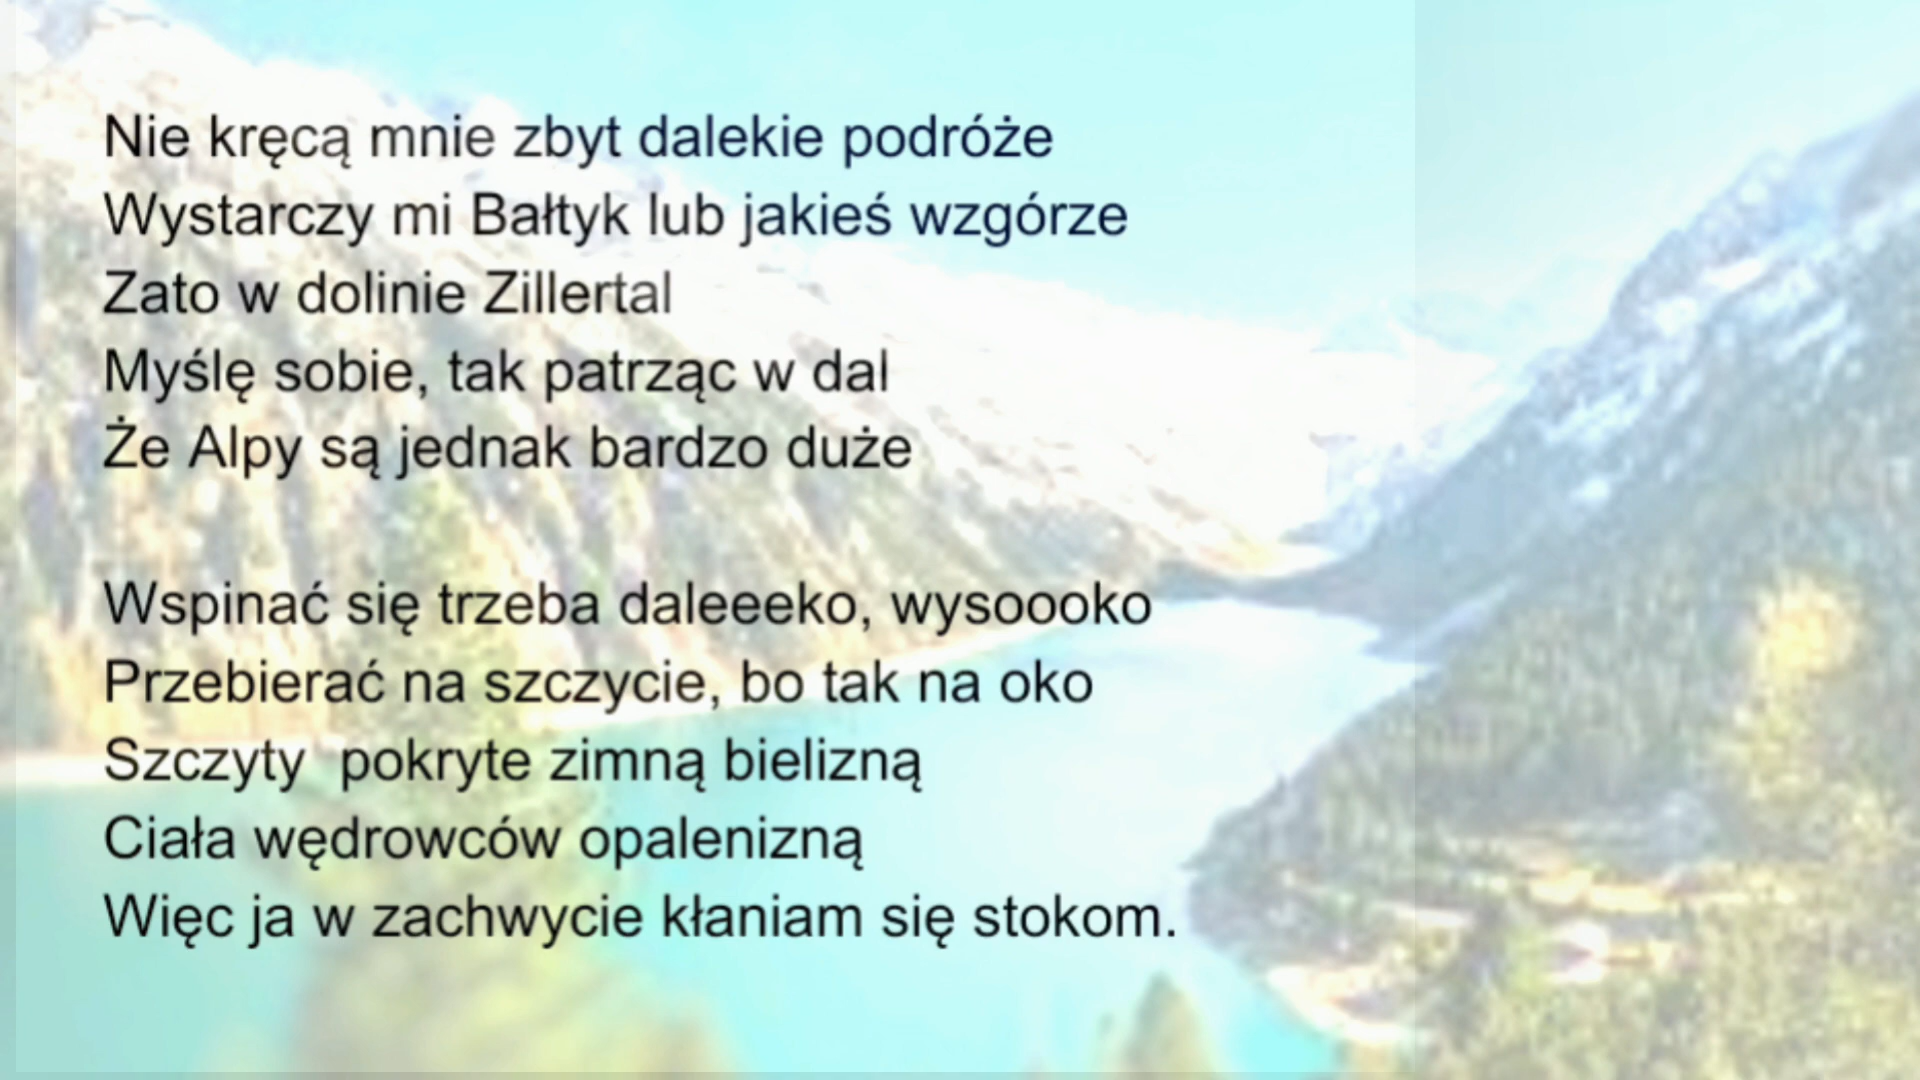 Nie kręcą mnie zbyt dalekie podróże
Wystarczy mi Bałtyk lub jakieś wzgórze
Zato w dolinie Zillertal
Myślę sobie, tak patrząc w dal
Że Alpy są jednak bardzo duże
Wspinać się trzeba daleeeko, wysoooko
Przebierać na szczycie, bo tak na oko
Szczyty  pokryte zimną bielizną
Ciała wędrowców opalenizną
Więc ja w zachwycie kłaniam się stokom.